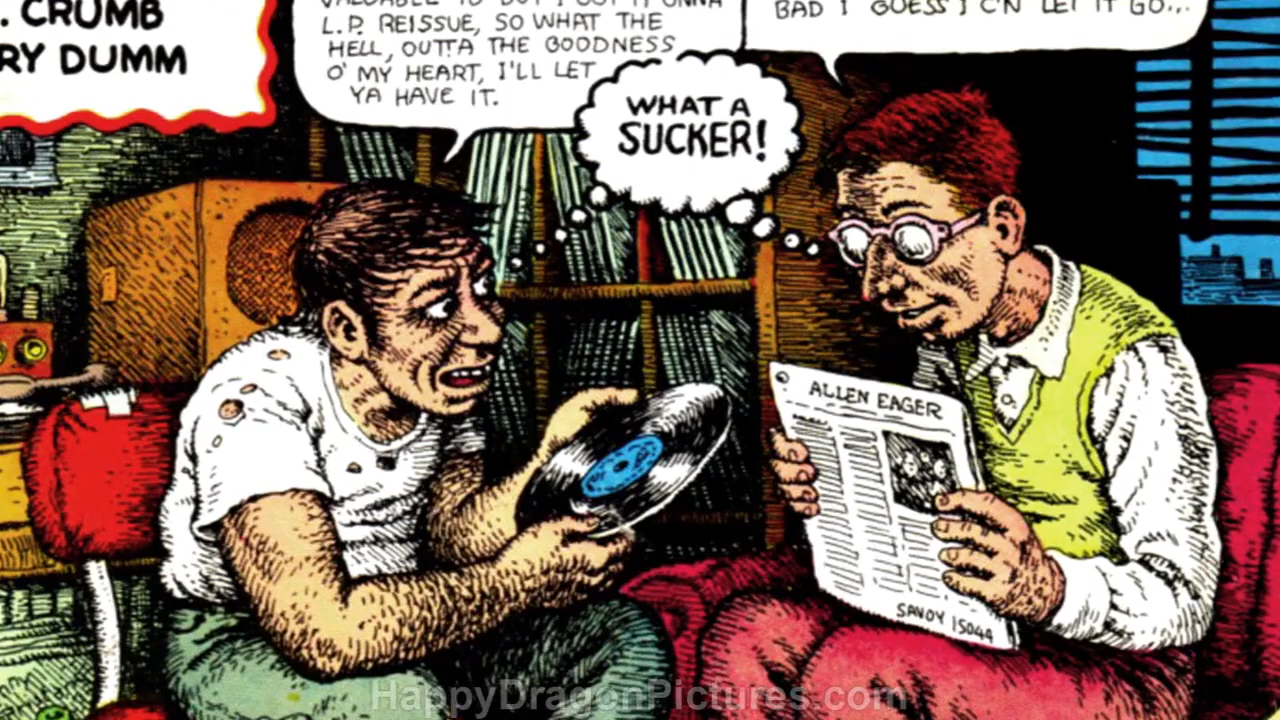 . CRUMB
RY DUMM
L.P. REISSUE, SO WHAT THE
HELL, OUTTA THE GOODNESS
O' MY HEART, I'LL LET
YA HAVE IT.
BAD I GUESS I C'N LET IT GO...
WHAT A
SUCKER!
ALLEN EAGER
SAVOY 15044
HappyDragonPictures.com